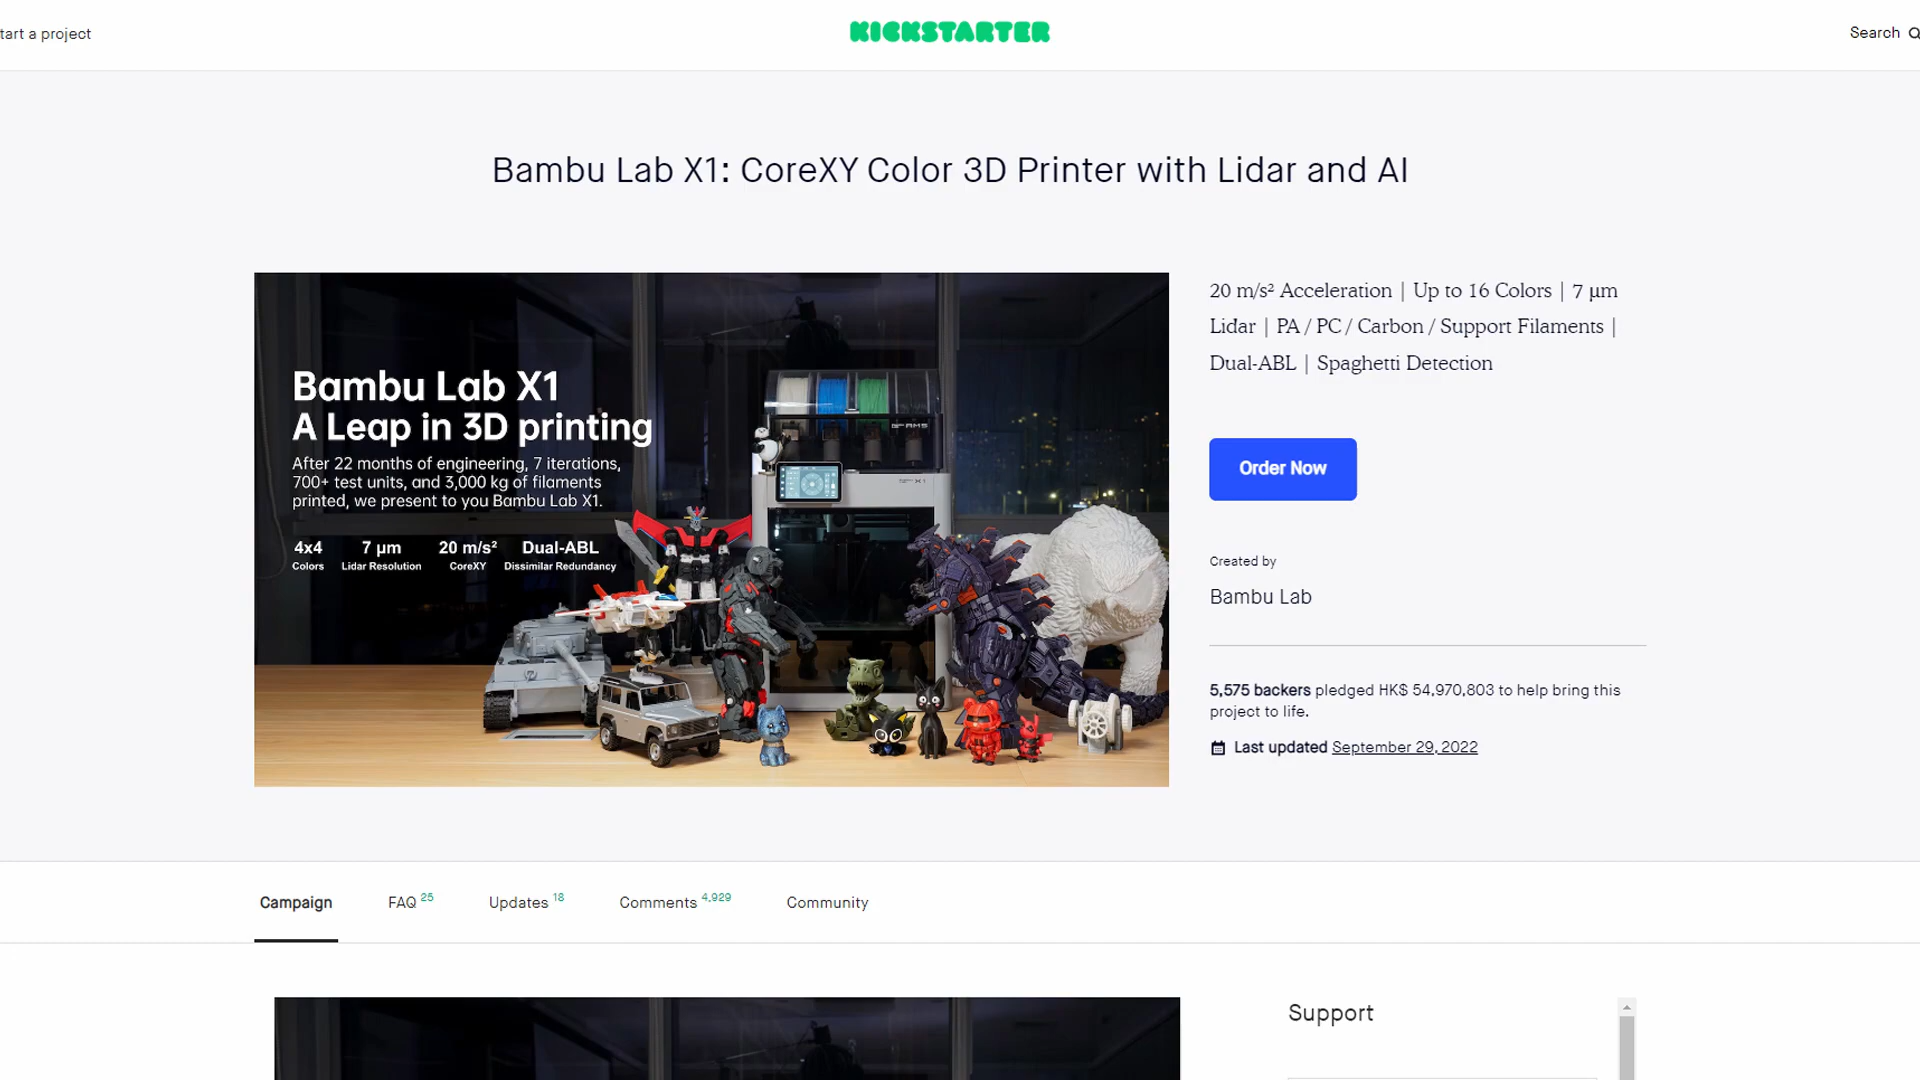 tart a project
KICKSTARTER
Search
Bambu Lab X1: CoreXY Color 3D Printer with Lidar and AI
Bambu Lab X1
A Leap in 3D printing
After 22 months of engineering, 7 iterations,
700+ test units, and 3,000 kg of filaments
printed, we present to you Bambu Lab X1.
4x4 7 μm 20 m/s² Dual-ABL
Colors Lidar Resolution CoreXY Dissimilar Redundancy
AMS
X1
20 m/s² Acceleration | Up to 16 Colors | 7 μm
Lidar | PA / PC / Carbon / Support Filaments |
Dual-ABL | Spaghetti Detection
Order Now
Created by
Bambu Lab
5,575 backers pledged HK$ 54,970,803 to help bring this
project to life.
Last updated September 29, 2022
Campaign FAQ 25 Updates 18 Comments 4,929 Community
Support